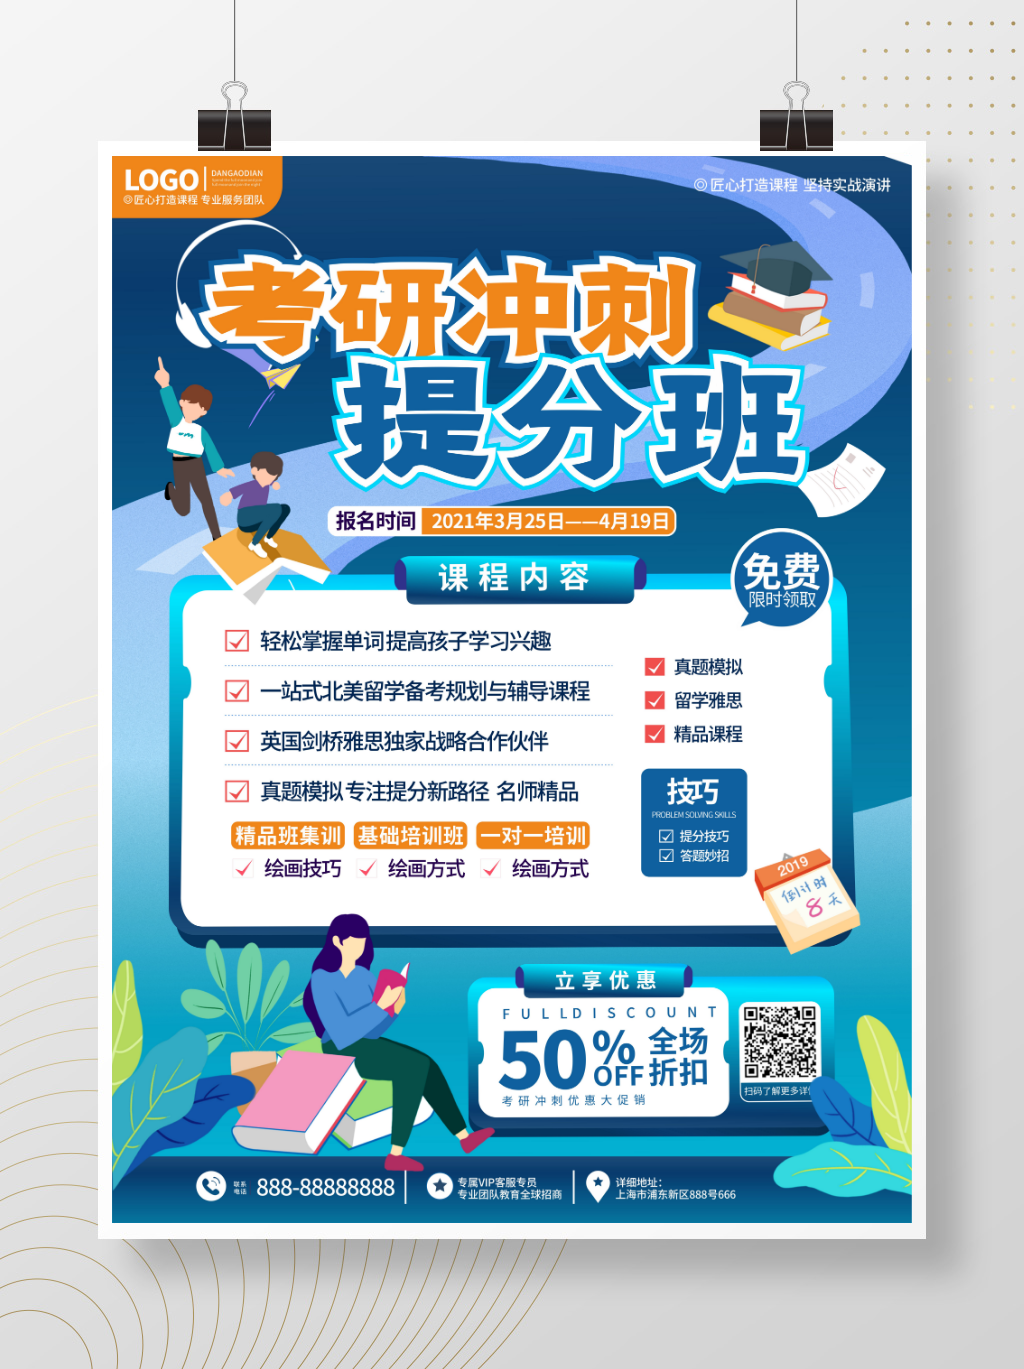 LOGO
DANGAODIAN
◎匠心打造课程 专业服务团队
◎ 匠心打造课程 坚持实战演讲
考研冲刺
提分班
报名时间 2021年3月25日——4月19日
课程内容
免费
限时领取
轻松掌握单词提高孩子学习兴趣
一站式北美留学备考规划与辅导课程
英国剑桥雅思独家战略合作伙伴
真题模拟专注提分新路径 名师精品
真题模拟
留学雅思
精品课程
精品班集训 基础培训班 一对一培训
绘画技巧 绘画方式 绘画方式
技巧
PROBLEM SOLVING SKILLS
提分技巧
答题妙招
2019
倒计时
8天
立享优惠
FULLDISCOUNT
50%OFF 全场折扣
考研冲刺优惠大促销
扫码了解更多详
联系电话 888-88888888
专属VIP客服专员
专业团队教育全球招商
详细地址：
上海市浦东新区888号666